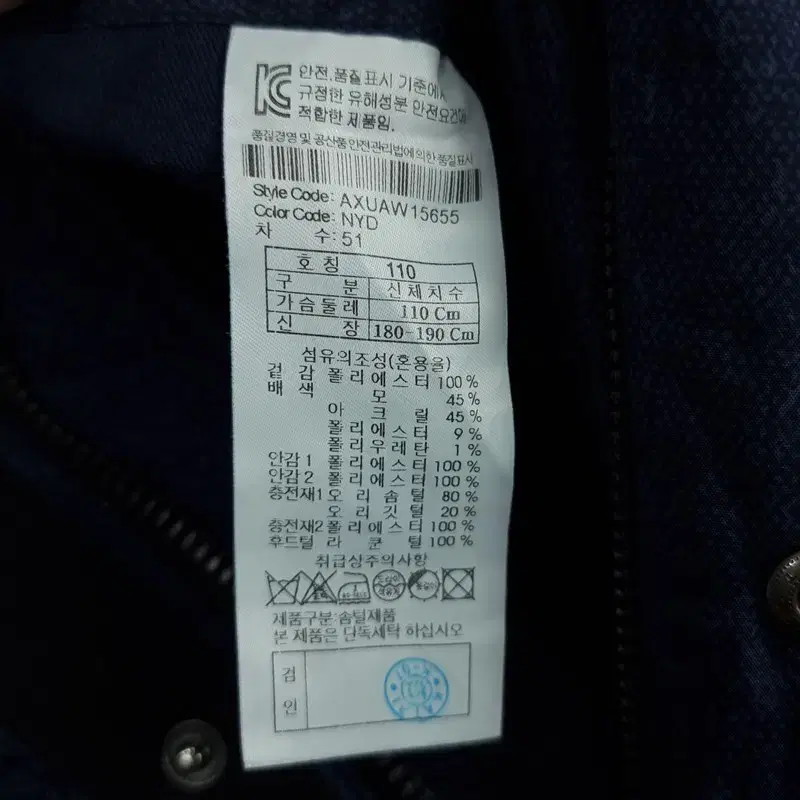 KC 안전.품질표시 기준에서
규정한 유해성분 안전요건에
적합한 제품임.
품질경영 및 공산품안전관리법에의한 품질표시
Style Code: AXUAW15655
Color Code: NYD
차 수: 51
호 칭 110
구 분 신체치수
가슴둘레 110 Cm
신 장 180-190 Cm
섬유의조성(혼용율)
겉 감 폴리에스터 100 %
배 색 모 45 %
아 크 릴 45 %
폴리에스터 9 %
폴리우레탄 1 %
안감1 폴리에스터 100 %
안감2 폴리에스터 100 %
충전재1 오 리 솜 털 80 %
오 리 깃 털 20 %
충전재2 폴리에스터 100 %
후드털 라 쿤 털 100 %
취급상주의사항
제품구분:솜털제품
본 제품은 단독세탁 하십시오
검
인